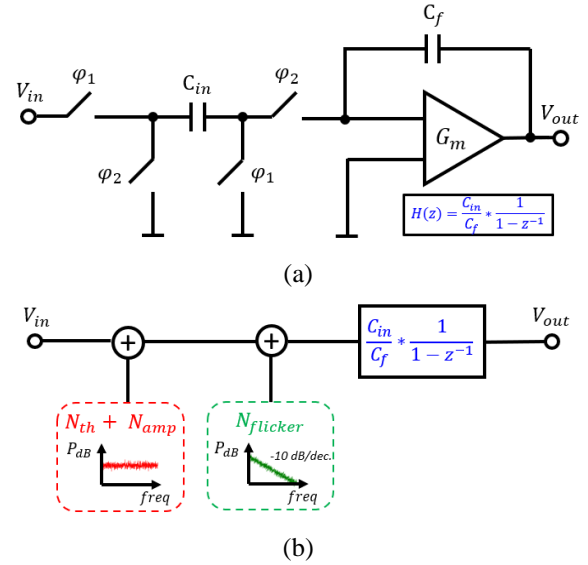 C_f
φ_1
C_in
φ_2
V_in
V_out
G_m
φ_2
φ_1
H(z) = C_in/C_f * 1/(1 - z^-1)
(a)
V_in
V_out
+
+
C_in/C_f * 1/(1 - z^-1)
N_th + N_amp
N_flicker
P_dB
P_dB
-10 dB/dec.
freq
freq
(b)